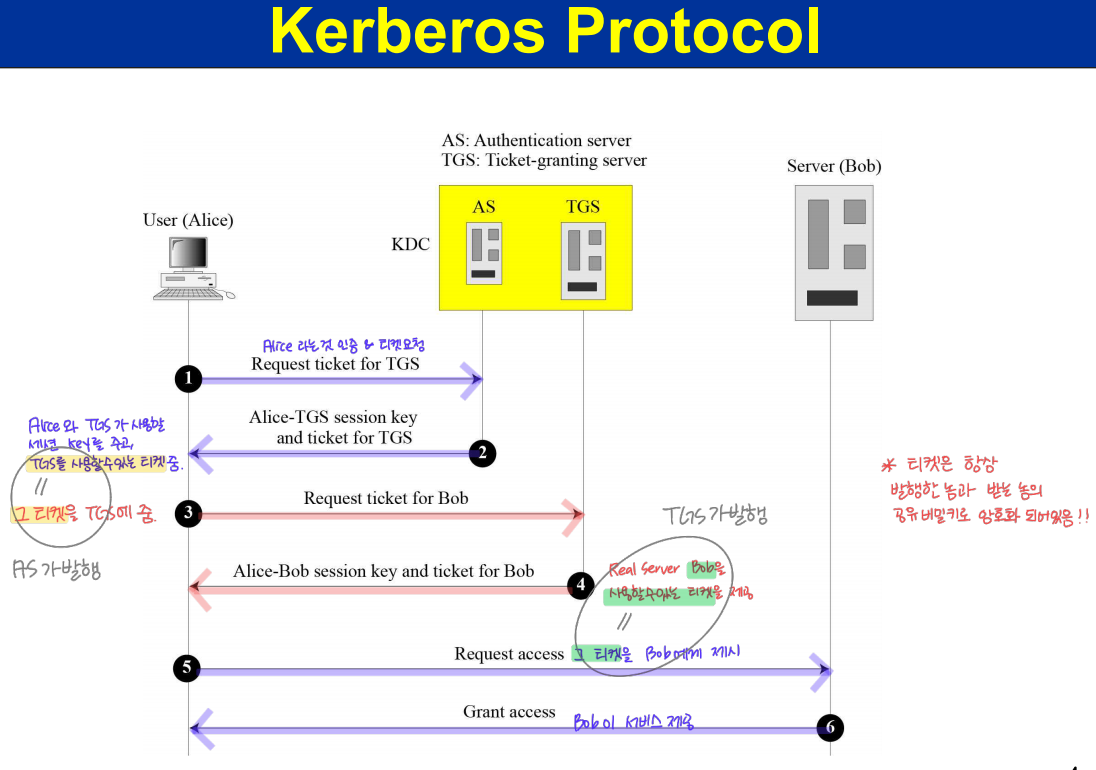 Kerberos Protocol
AS: Authentication server
TGS: Ticket-granting server
Server (Bob)
User (Alice)
AS
TGS
KDC
Alice 라는것 인증 & 티켓요청
Request ticket for TGS
1
Alice-TGS session key
and ticket for TGS
2
Alice와 TGS가 사용할
세션 key를 주고,
TGS를 사용할수있는 티켓 줌.
//
그 티켓을 TGS에 줌.
AS가 발행
Request ticket for Bob
3
TGS가 발행
* 티켓은 항상
발행한 놈과 받는 놈의
공유비밀키로 암호화 되어있음!!
Alice-Bob session key and ticket for Bob
4
Real server Bob을
사용할수있는 티켓을 제공
//
Request access 그 티켓을 Bob에게 제시
5
Grant access
Bob이 서비스 제공
6